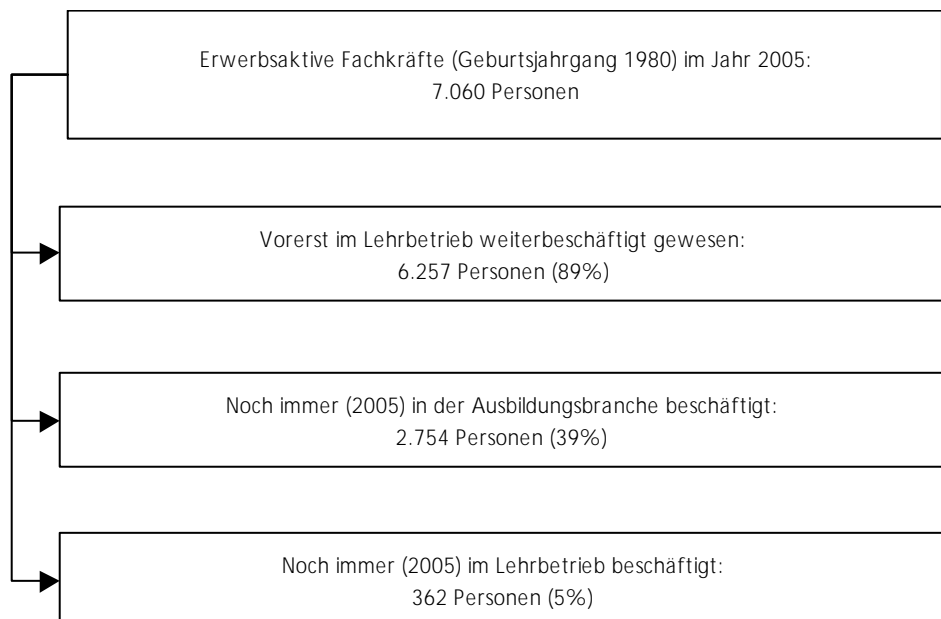 Erwerbsaktive Fachkräfte (Geburtsjahrgang 1980) im Jahr 2005:
7.060 Personen
Vorerst im Lehrbetrieb weiterbeschäftigt gewesen:
6.257 Personen (89%)
Noch immer (2005) in der Ausbildungsbranche beschäftigt:
2.754 Personen (39%)
Noch immer (2005) im Lehrbetrieb beschäftigt:
362 Personen (5%)